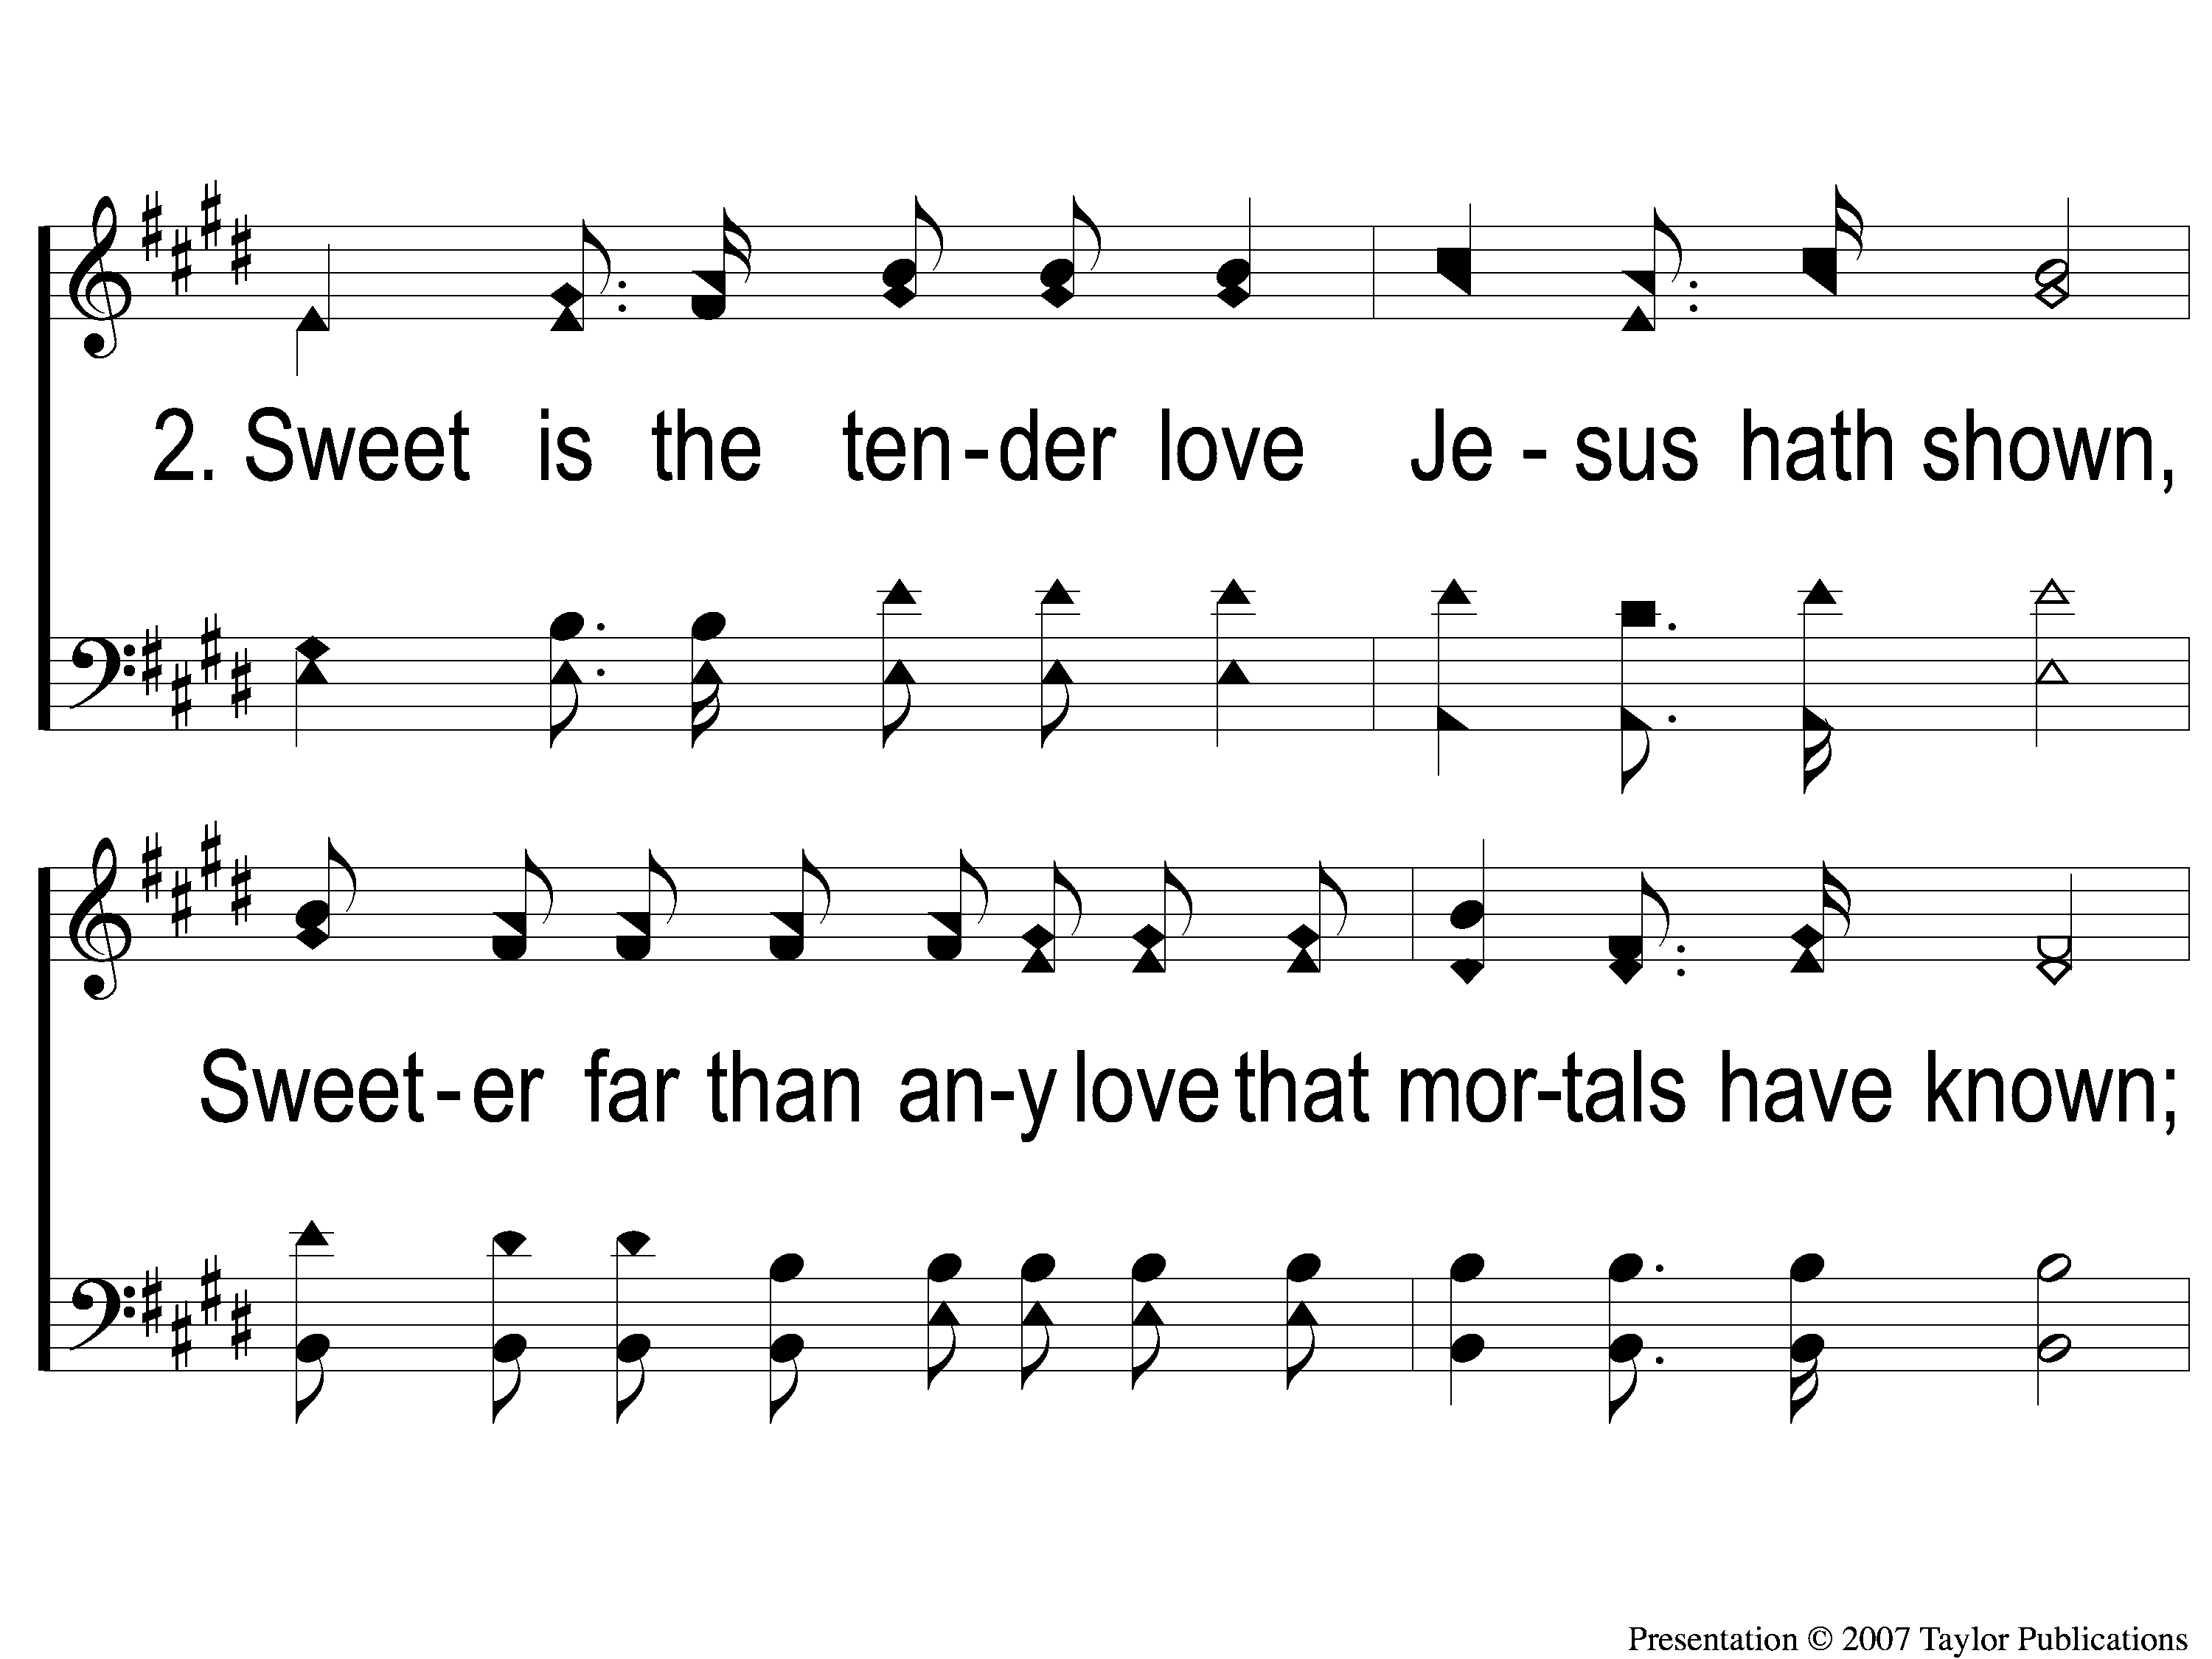 2. Sweet is the ten-der love Je - sus hath shown,
Sweet-er far than an-y love that mor-tals have known;
Presentation © 2007 Taylor Publications